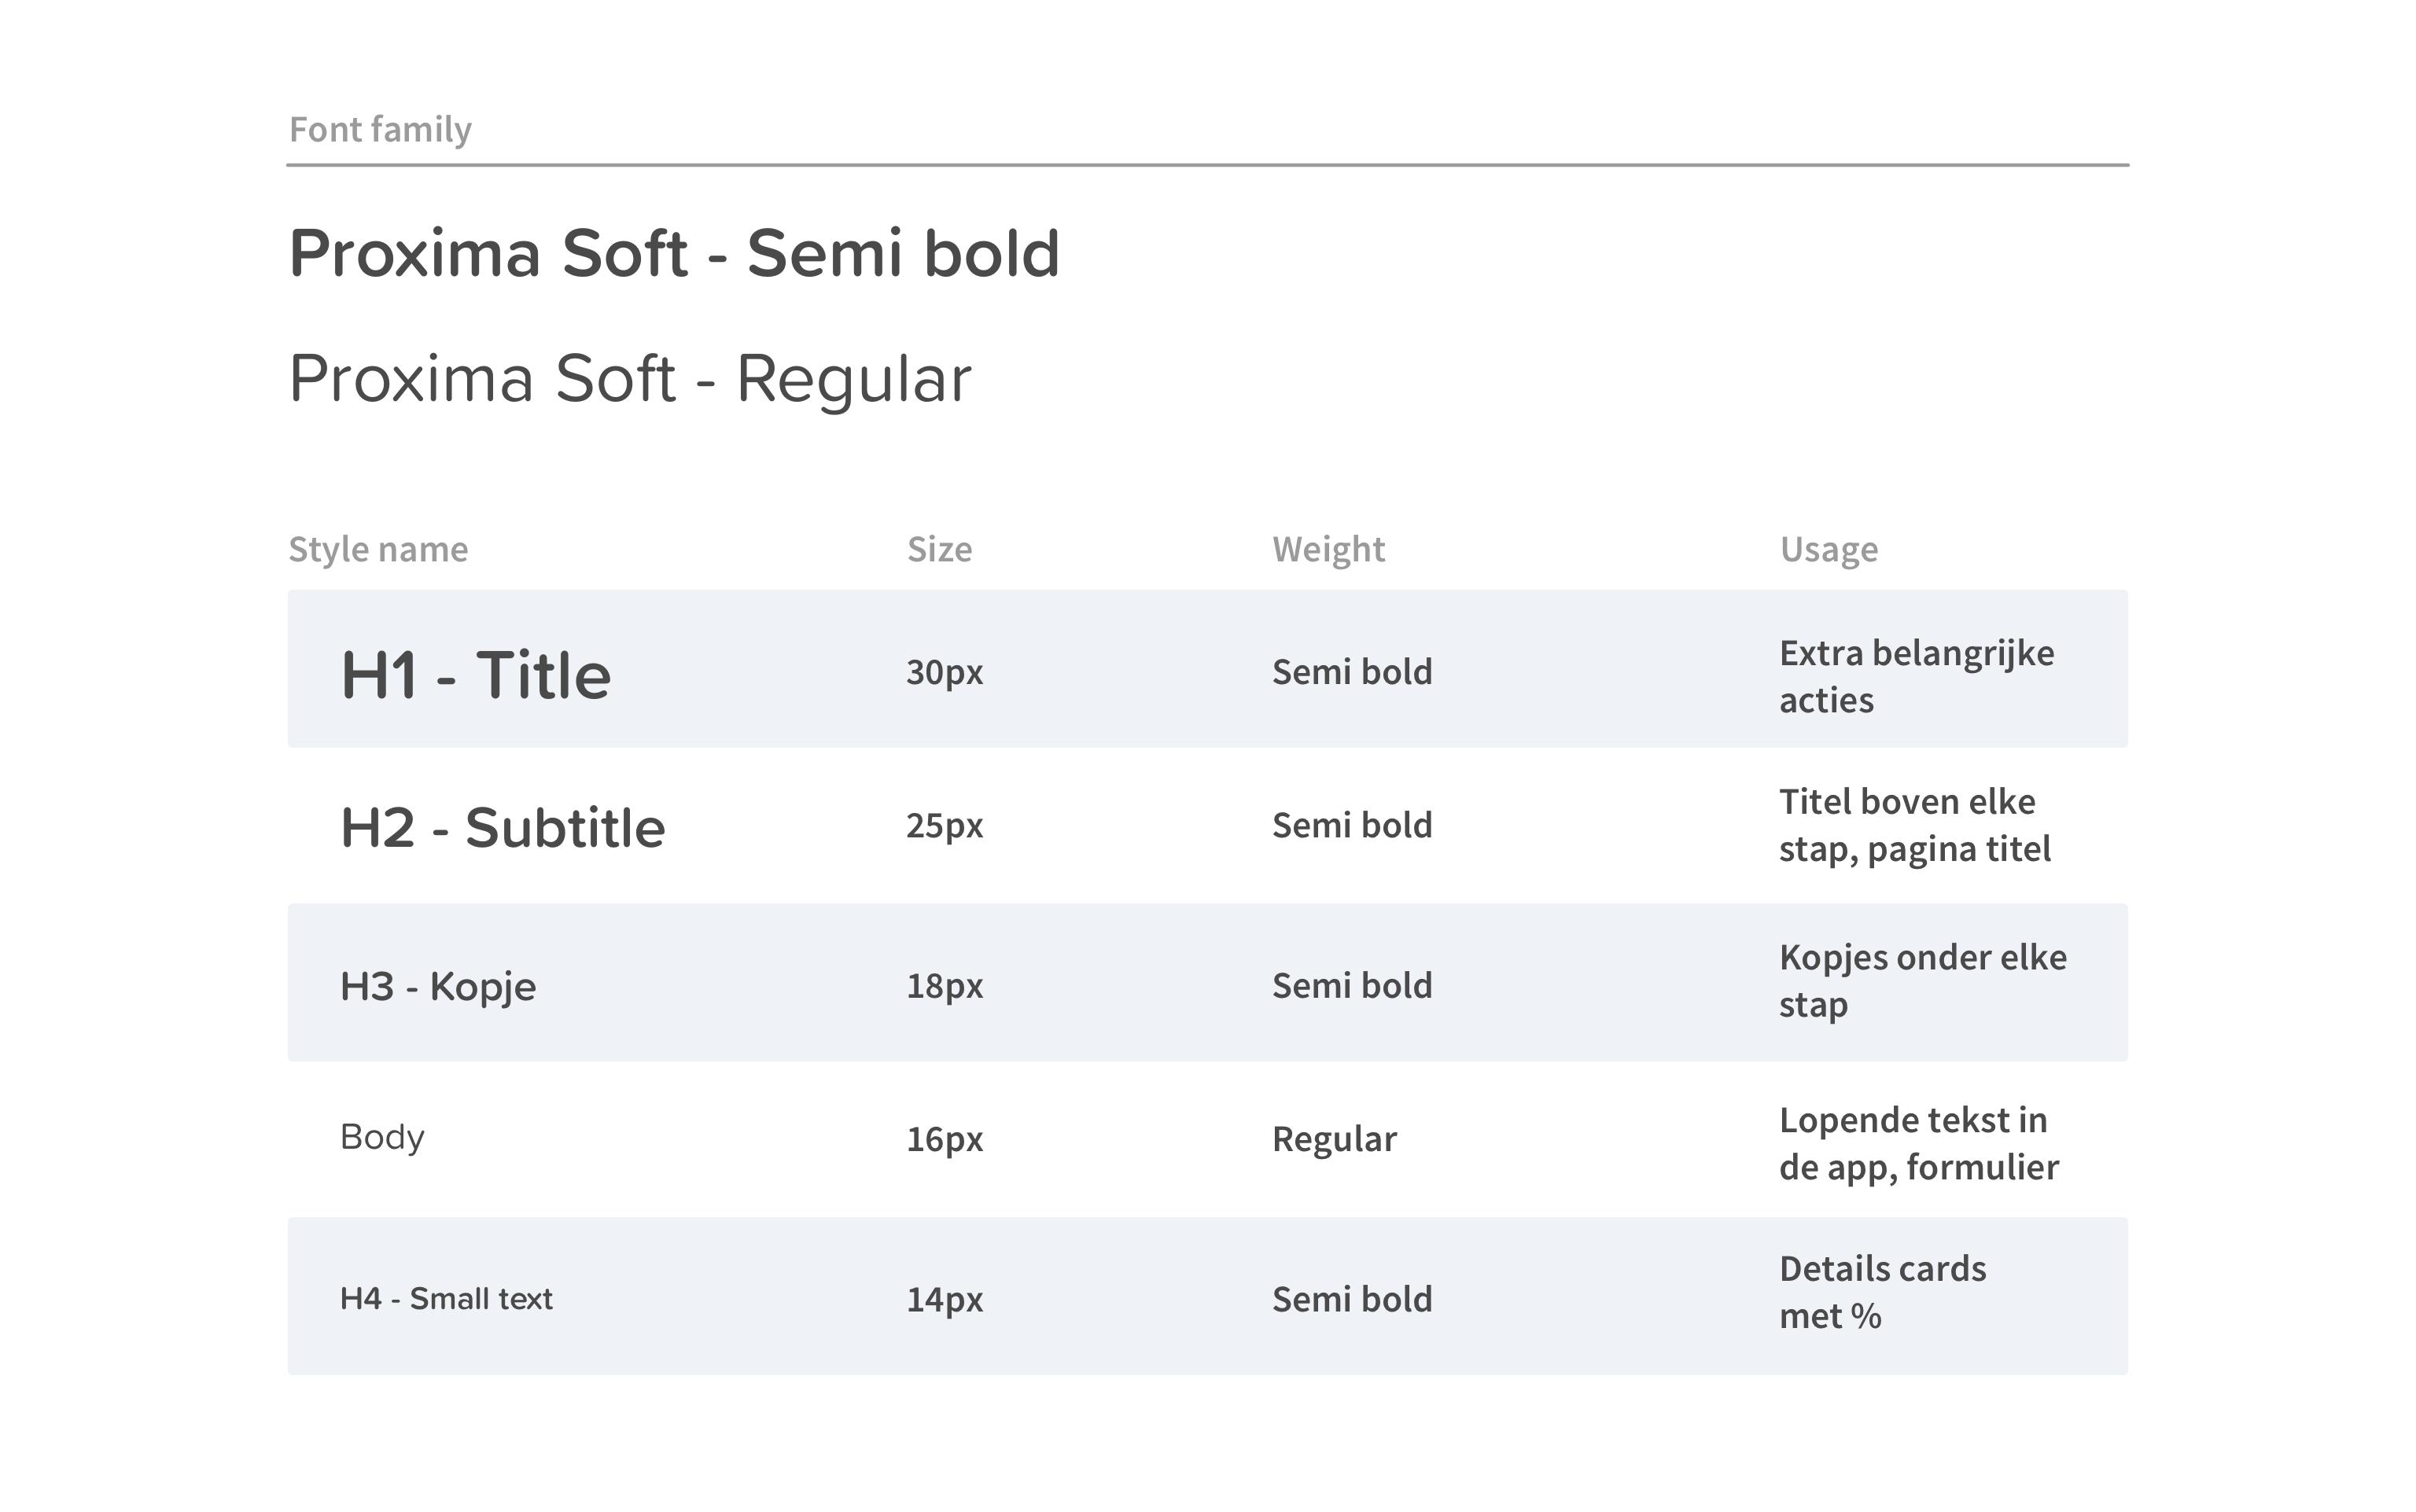 Font family
Proxima Soft - Semi bold
Proxima Soft - Regular
Style name Size Weight Usage
H1 - Title 30px Semi bold Extra belangrijke
acties
H2 - Subtitle 25px Semi bold Titel boven elke
stap, pagina titel
H3 - Kopje 18px Semi bold Kopjes onder elke
stap
Body 16px Regular Lopende tekst in
de app, formulier
H4 - Small text 14px Semi bold Details cards
met %